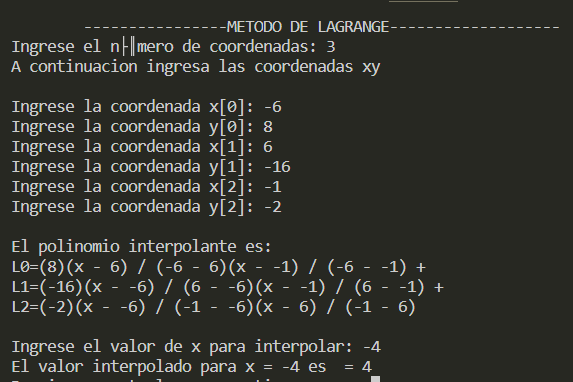 ----------------METODO DE LAGRANGE-------------------
Ingrese el n├║mero de coordenadas: 3
A continuacion ingresa las coordenadas xy
Ingrese la coordenada x[0]: -6
Ingrese la coordenada y[0]: 8
Ingrese la coordenada x[1]: 6
Ingrese la coordenada y[1]: -16
Ingrese la coordenada x[2]: -1
Ingrese la coordenada y[2]: -2
El polinomio interpolante es:
L0=(8)(x - 6) / (-6 - 6)(x - -1) / (-6 - -1) +
L1=(-16)(x - -6) / (6 - -6)(x - -1) / (6 - -1) +
L2=(-2)(x - -6) / (-1 - -6)(x - 6) / (-1 - 6)
Ingrese el valor de x para interpolar: -4
El valor interpolado para x = -4 es  = 4